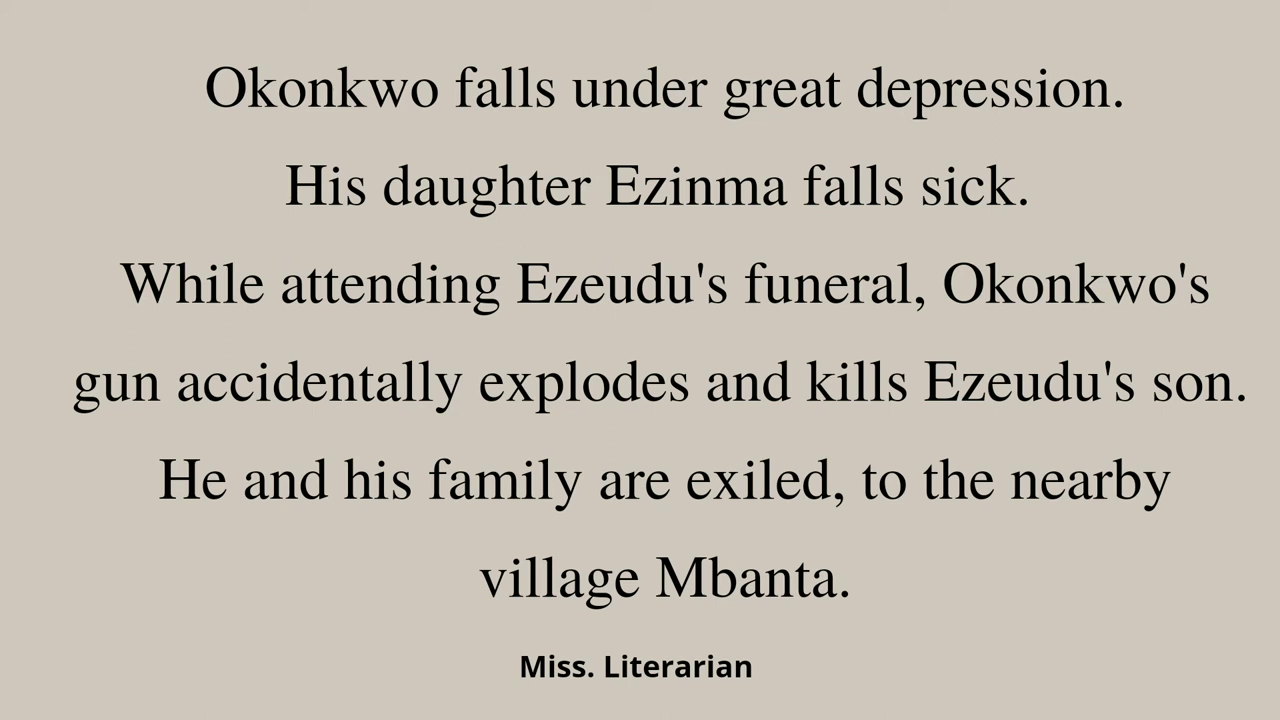 Okonkwo falls under great depression.
His daughter Ezinma falls sick.
While attending Ezeudu's funeral, Okonkwo's
gun accidentally explodes and kills Ezeudu's son.
He and his family are exiled, to the nearby
village Mbanta.
Miss. Literarian